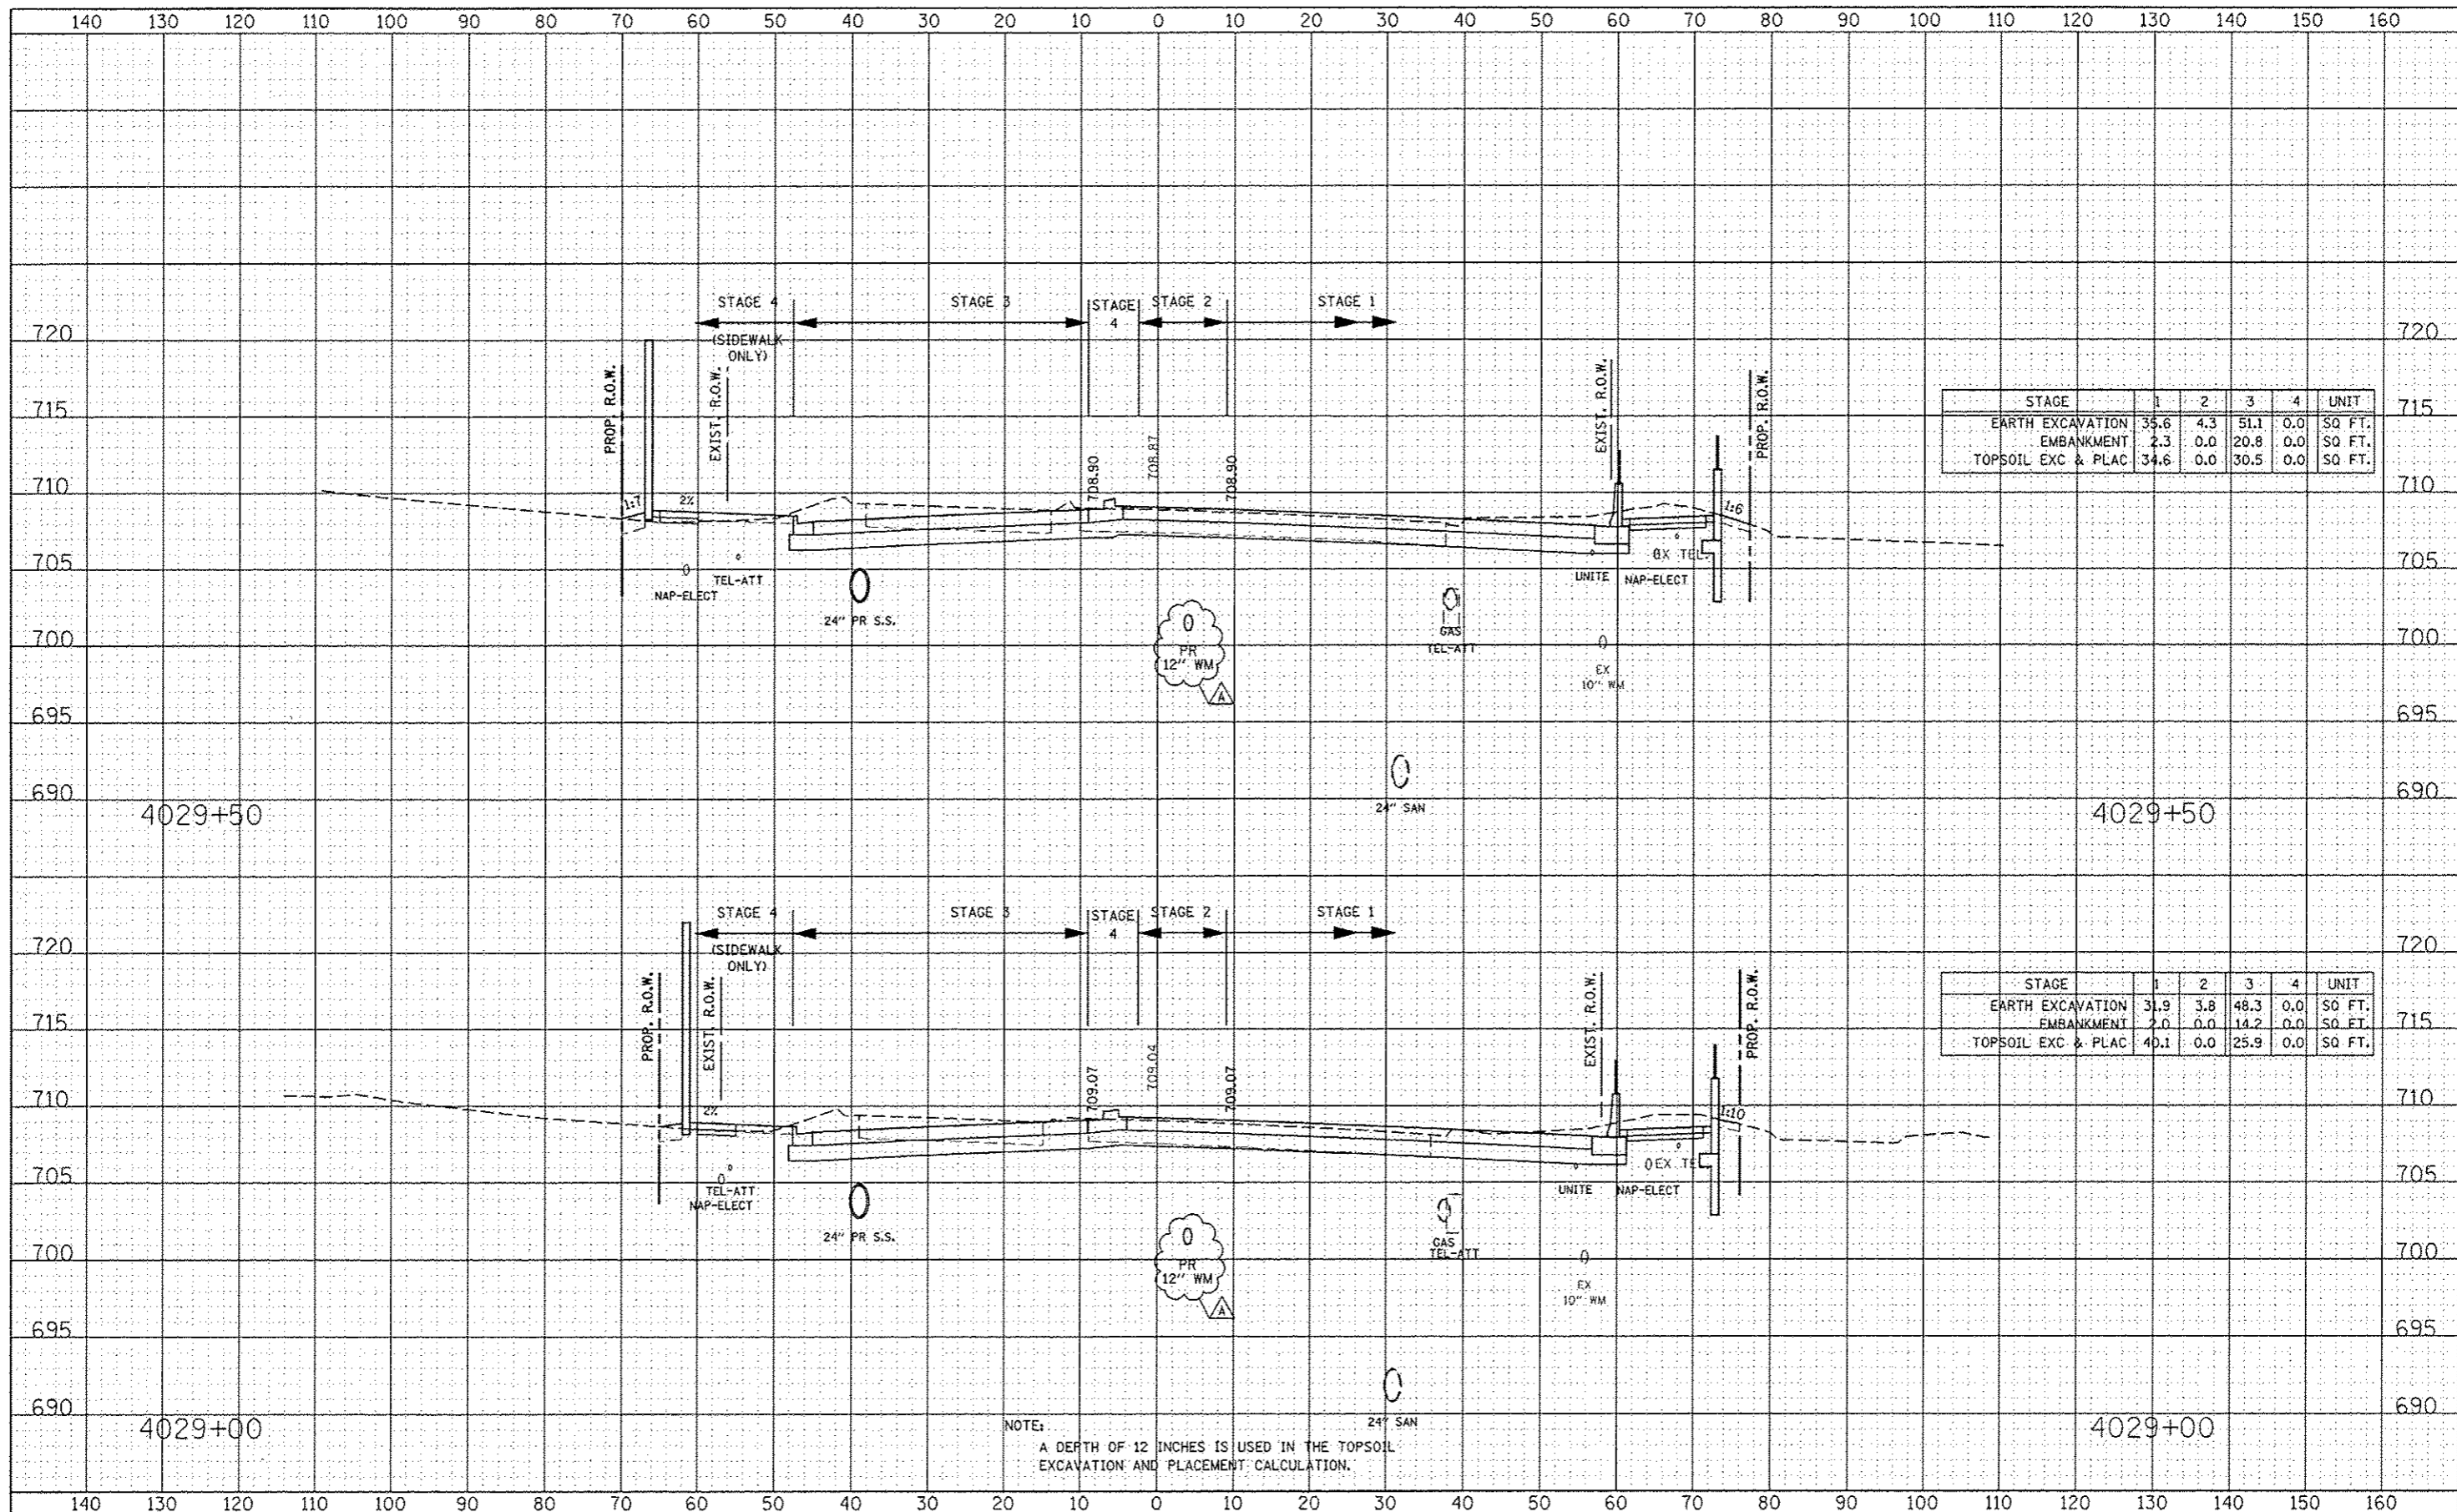 140 130 120 110 100 90 80 70 60 50 40 30 20 10 0 10 20 30 40 50 60 70 80 90 100 110 120 130 140 150 160
STAGE 4 STAGE 3 STAGE 4 STAGE 2 STAGE 1
(SIDEWALK ONLY)
720 720
715 715
710 710
705 705
700 700
695 695
690 690
PROP. R.O.W.
EXIST. R.O.W.
EXIST. R.O.W.
PROP. R.O.W.
708.90
708.87
708.90
1:7
2%
1:6
STAGE 1 2 3 4 UNIT
EARTH EXCAVATION 35.6 4.3 51.1 0.0 SQ FT.
EMBANKMENT 2.3 0.0 20.8 0.0 SQ FT.
TOPSOIL EXC & PLAC 34.6 0.0 30.5 0.0 SQ FT.
TEL-ATT
NAP-ELECT
24" PR S.S.
PR
12" WM
A
GAS
TEL-ATT
UNITE
NAP-ELECT
EX TEL.
EX
10" WM
24" SAN
4029+50 4029+50
STAGE 4 STAGE 3 STAGE 4 STAGE 2 STAGE 1
(SIDEWALK ONLY)
720 720
715 715
710 710
705 705
700 700
695 695
690 690
PROP. R.O.W.
EXIST. R.O.W.
EXIST. R.O.W.
PROP. R.O.W.
709.07
709.04
709.07
2%
1:10
STAGE 1 2 3 4 UNIT
EARTH EXCAVATION 31.9 3.8 48.3 0.0 SQ FT.
EMBANKMENT 2.0 0.0 14.2 0.0 SQ FT.
TOPSOIL EXC & PLAC 40.1 0.0 25.9 0.0 SQ FT.
TEL-ATT
NAP-ELECT
24" PR S.S.
PR
12" WM
A
GAS
TEL-ATT
UNITE
NAP-ELECT
EX TE
EX
10" WM
24" SAN
4029+00 4029+00
NOTE:
A DEPTH OF 12 INCHES IS USED IN THE TOPSOIL
EXCAVATION AND PLACEMENT CALCULATION.
140 130 120 110 100 90 80 70 60 50 40 30 20 10 0 10 20 30 40 50 60 70 80 90 100 110 120 130 140 150 160